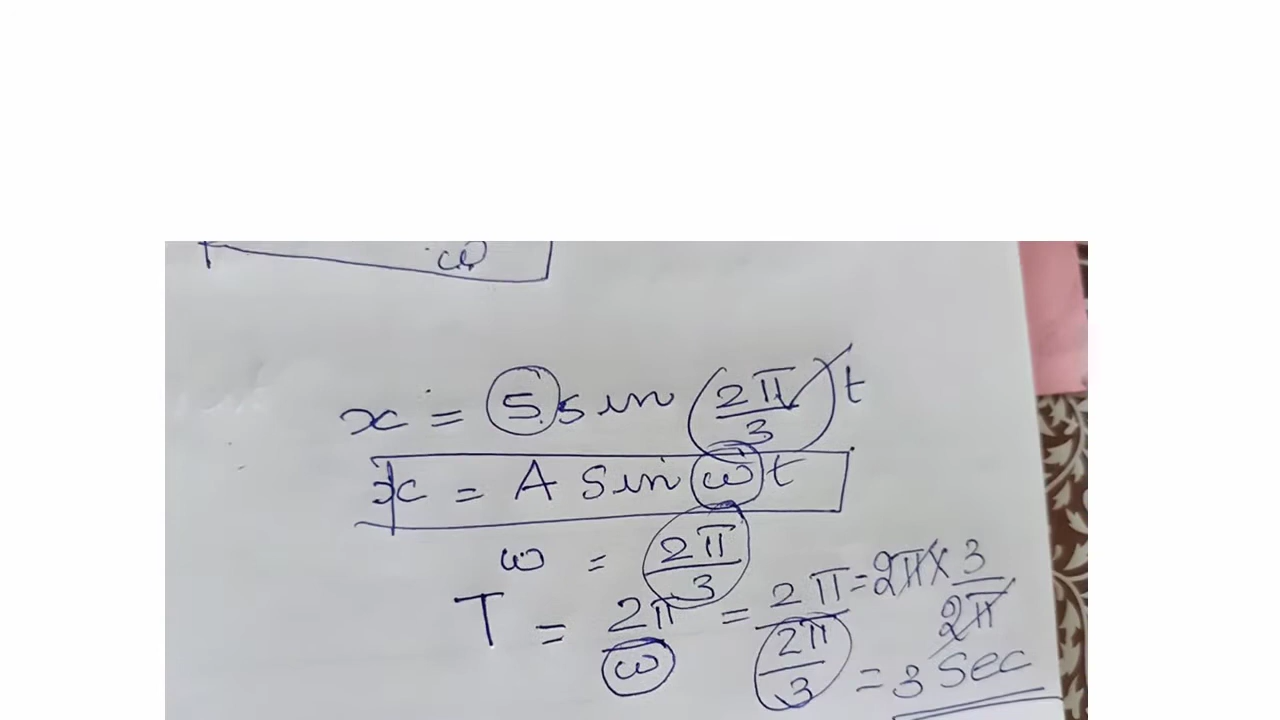 ω
x = 5 sin (2π/3) t
x = A sin ω t
ω = 2π/3
T = 2π/ω = 2π/(2π/3) = 2π × 3/2π
= 3 sec